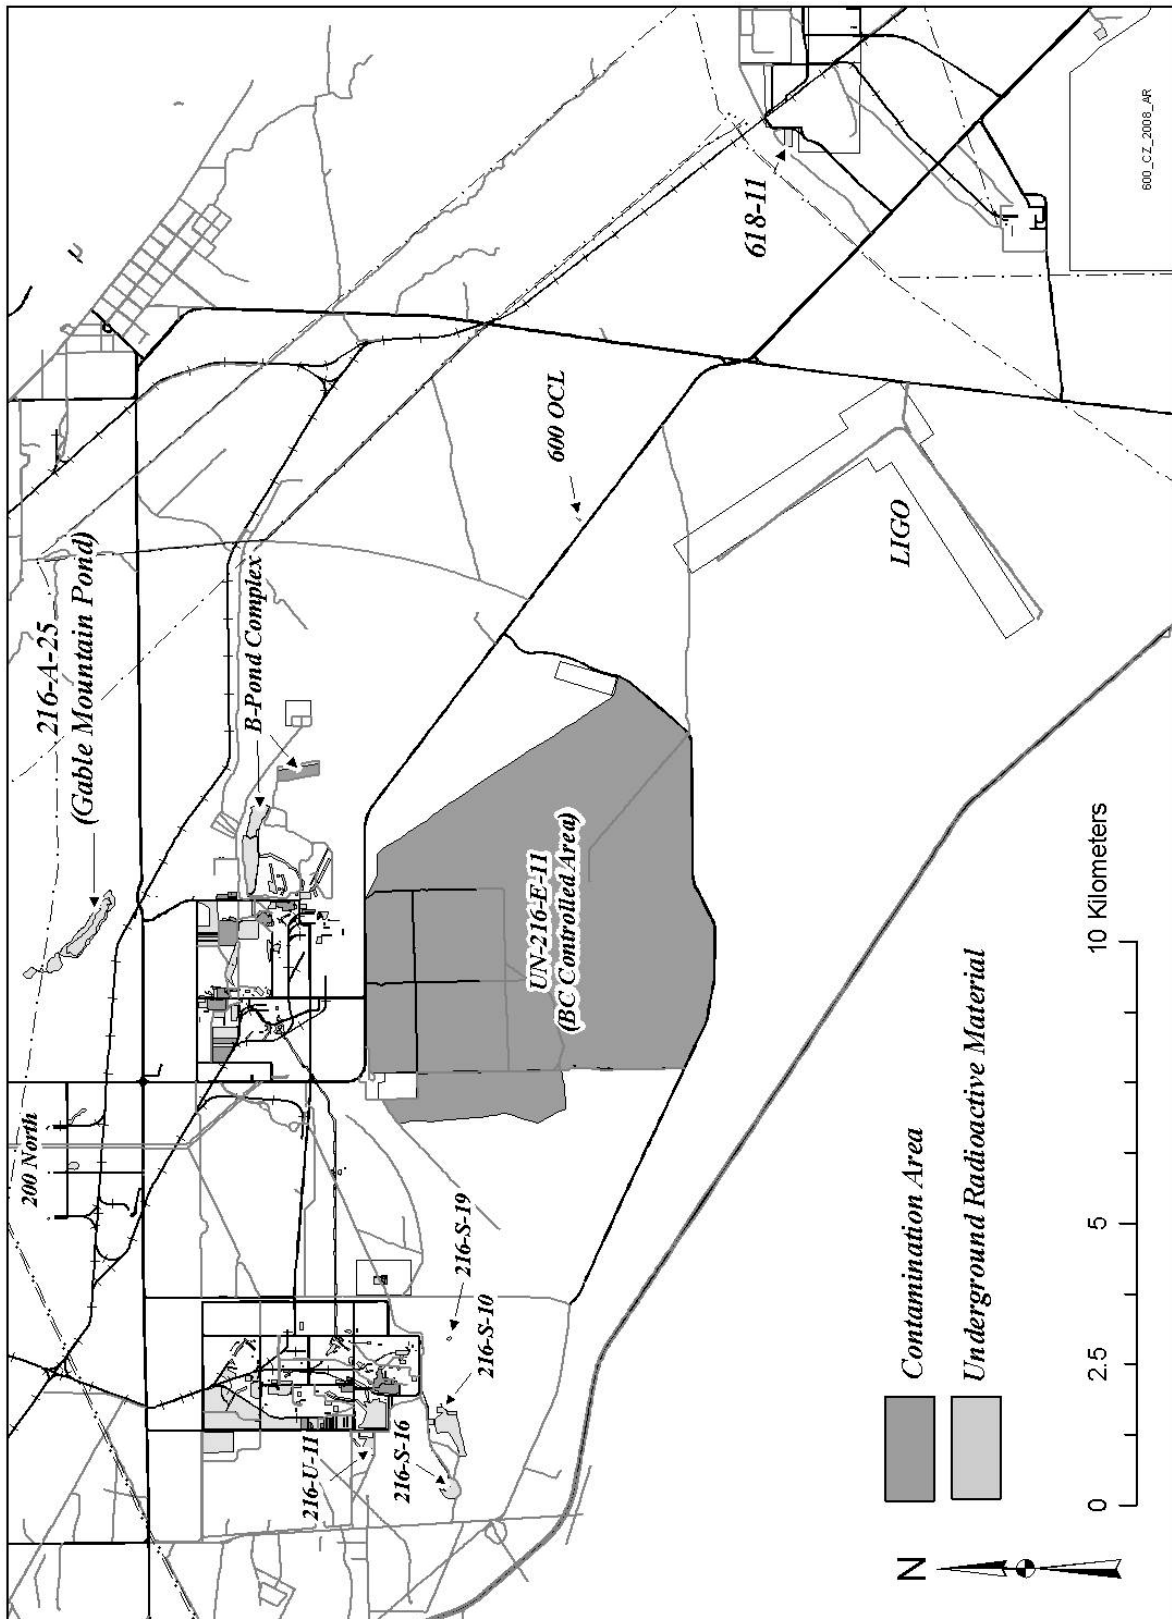 200 North
216-A-25
(Gable Mountain Pond)
B-Pond Complex
216-U-11
216-S-16
216-S-10
216-S-19
UN-216-E-11
(BC Controlled Area)
600 OCL
618-11
LIGO
N
Contamination Area
Underground Radioactive Material
0
2.5
5
10 Kilometers
600_CZ_2008_AR